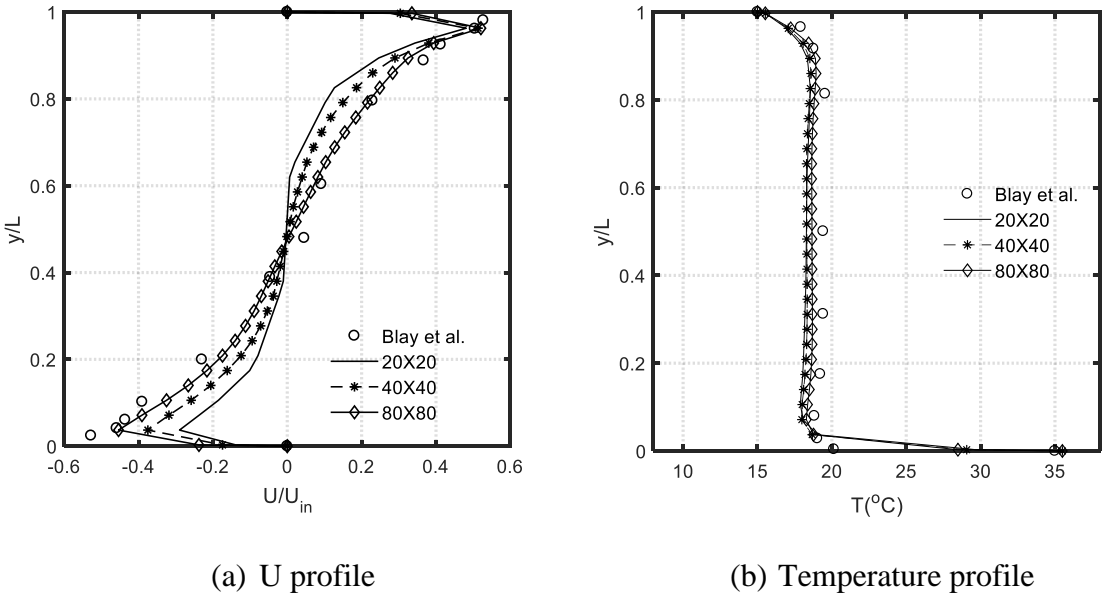 1
0.8
0.6
0.4
0.2
0
y/L
-0.6 -0.4 -0.2 0 0.2 0.4 0.6
U/U_in
Blay et al.
20X20
40X40
80X80
(a) U profile
1
0.8
0.6
0.4
0.2
0
y/L
10 15 20 25 30 35
T(°C)
Blay et al.
20X20
40X40
80X80
(b) Temperature profile